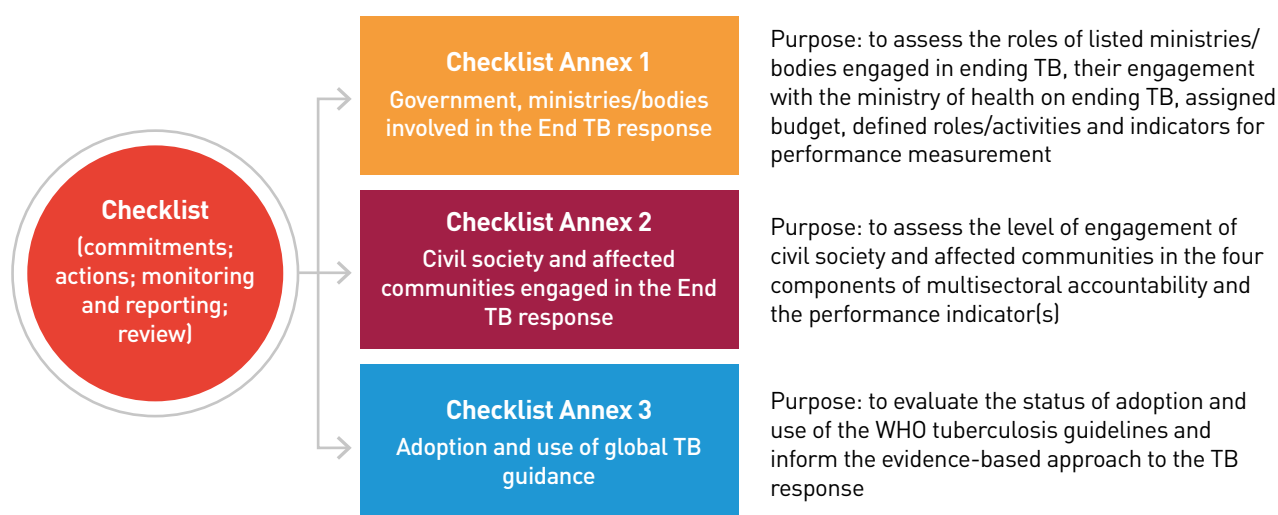 Checklist
(commitments;
actions; monitoring
and reporting;
review)
Checklist Annex 1
Government, ministries/bodies
involved in the End TB response
Purpose: to assess the roles of listed ministries/
bodies engaged in ending TB, their engagement
with the ministry of health on ending TB, assigned
budget, defined roles/activities and indicators for
performance measurement
Checklist Annex 2
Civil society and affected
communities engaged in the End
TB response
Purpose: to assess the level of engagement of
civil society and affected communities in the four
components of multisectoral accountability and
the performance indicator(s)
Checklist Annex 3
Adoption and use of global TB
guidance
Purpose: to evaluate the status of adoption and
use of the WHO tuberculosis guidelines and
inform the evidence-based approach to the TB
response